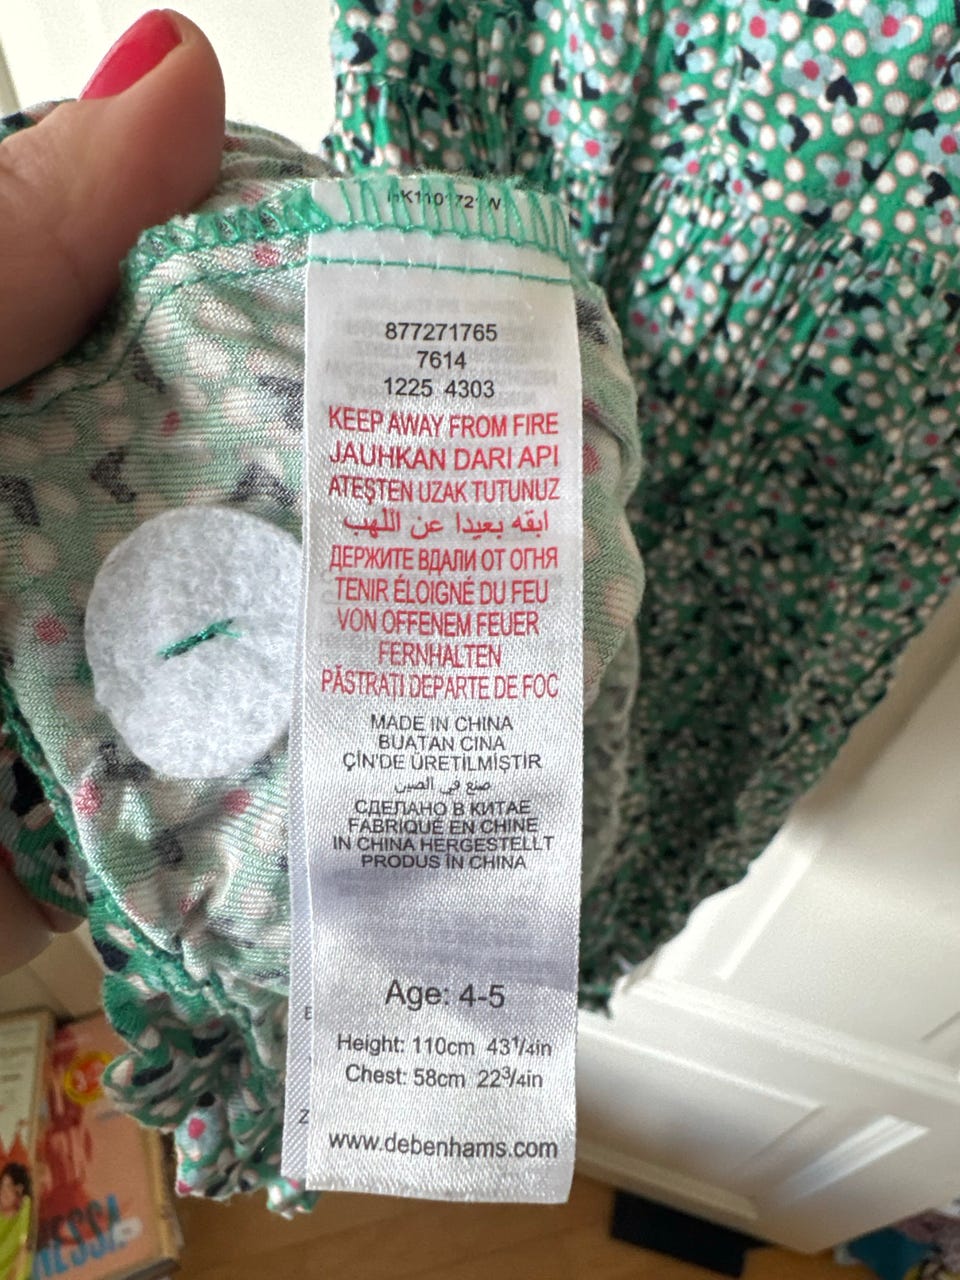 877271765
7614
1225 4303
KEEP AWAY FROM FIRE
JAUHKAN DARI API
ATEŞTEN UZAK TUTUNUZ
ابقه بعيدا عن اللهب
ДЕРЖИТЕ ВДАЛИ ОТ ОГНЯ
TENIR ÉLOIGNÉ DU FEU
VON OFFENEM FEUER
FERNHALTEN
PĂSTRAȚI DEPARTE DE FOC
MADE IN CHINA
BUATAN CINA
ÇİN'DE ÜRETİLMİŞTİR
صنع في الصين
СДЕЛАНО В КИТАЕ
FABRIQUÉ EN CHINE
IN CHINA HERGESTELLT
PRODUS ÎN CHINA
Age: 4-5
Height: 110cm 43¹/4in
Chest: 58cm 22³/4in
www.debenhams.com